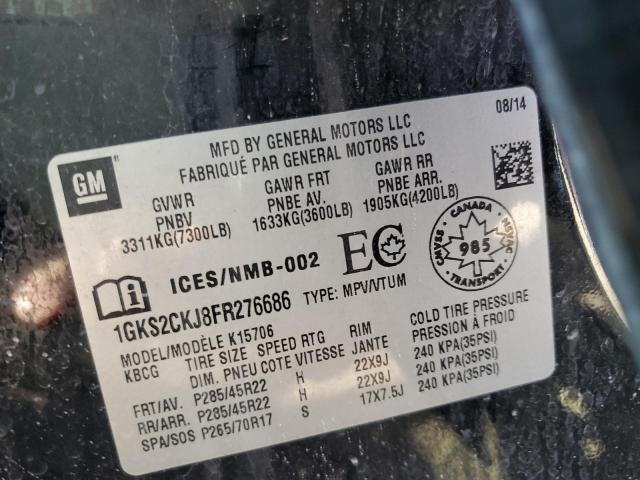 08/14
MFD BY GENERAL MOTORS LLC
FABRIQUÉ PAR GENERAL MOTORS LLC
GM
GVWR GAWR FRT GAWR RR
PNBV PNBE AV. PNBE ARR.
3311KG(7300LB) 1633KG(3600LB) 1905KG(4200LB)
ICES/NMB-002 EC
CANADA
CMVSS NSVAC
985
TRANSPORT
1GKS2CKJ8FR276686 TYPE: MPV/VTUM
MODEL/MODÈLE K15706
KBCG TIRE SIZE SPEED RTG RIM COLD TIRE PRESSURE
DIM. PNEU COTE VITESSE JANTE PRESSION À FROID
FRT/AV. P285/45R22 H 22X9J 240 KPA(35PSI)
RR/ARR. P285/45R22 H 22X9J 240 KPA(35PSI)
SPA/SOS P265/70R17 S 17X7.5J 240 KPA(35PSI)